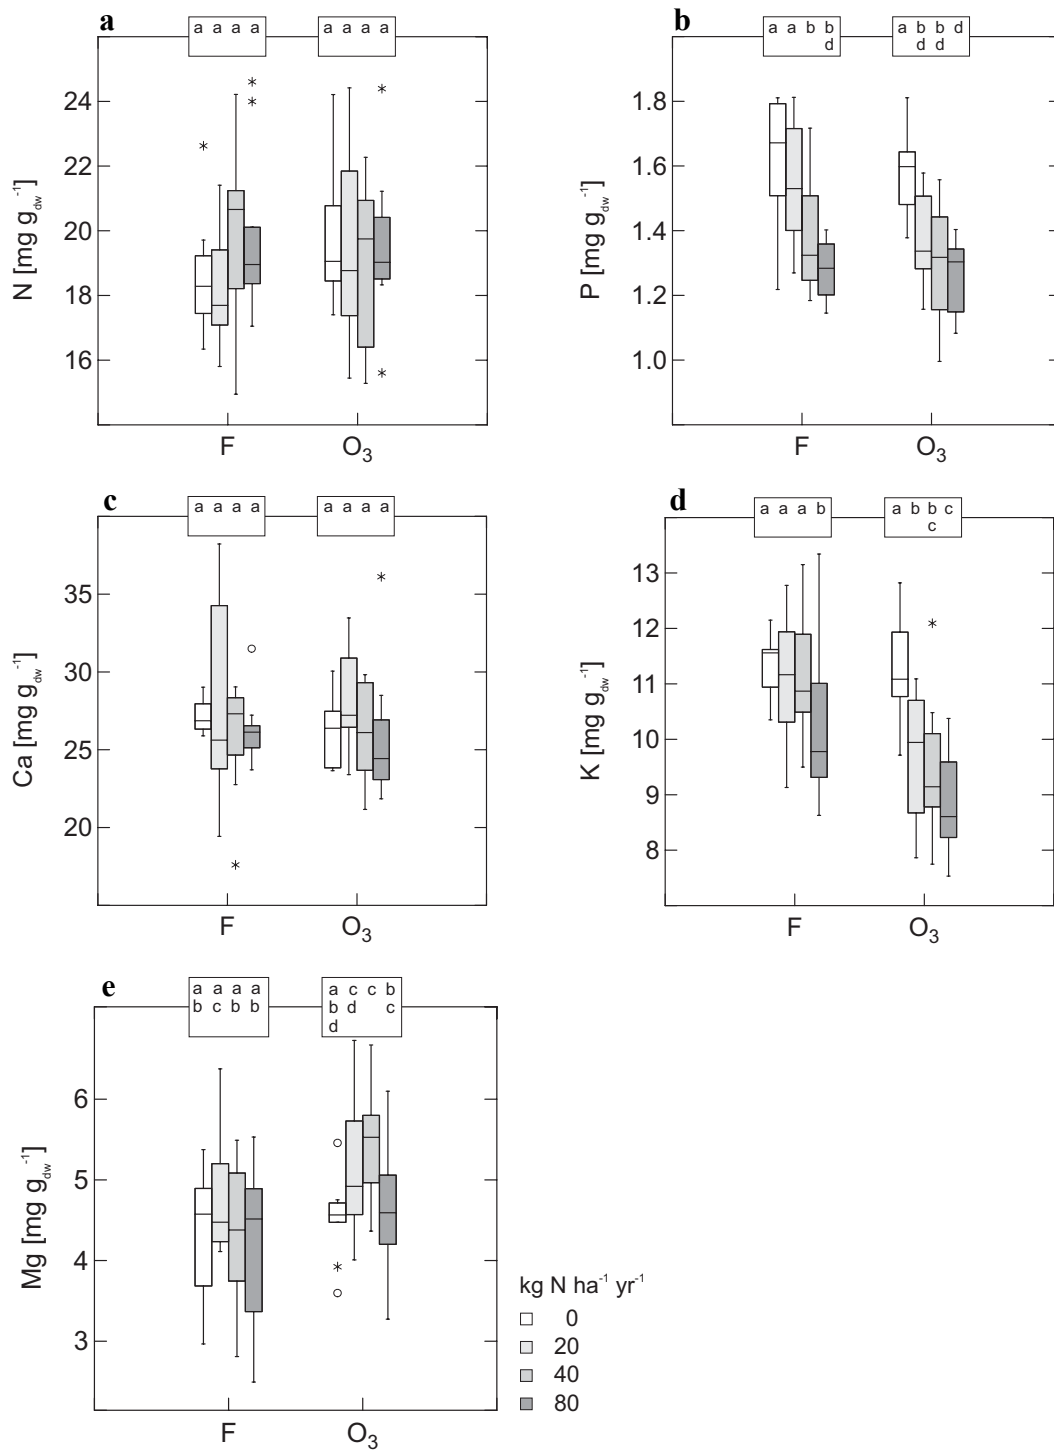 a
a a a a
a a a a
N [mg g_dw^-1]
24
22
20
18
16
F
O₃
b
a a b b
d
a b b d
d d
P [mg g_dw^-1]
1.8
1.6
1.4
1.2
1.0
F
O₃
c
a a a a
a a a a
Ca [mg g_dw^-1]
35
30
25
20
F
O₃
d
a a a b
a b b c
c
K [mg g_dw^-1]
13
12
11
10
9
8
F
O₃
e
a a a a
b c b b
a c c b
b d c
d
Mg [mg g_dw^-1]
6
5
4
3
F
O₃
kg N ha⁻¹ yr⁻¹
0
20
40
80